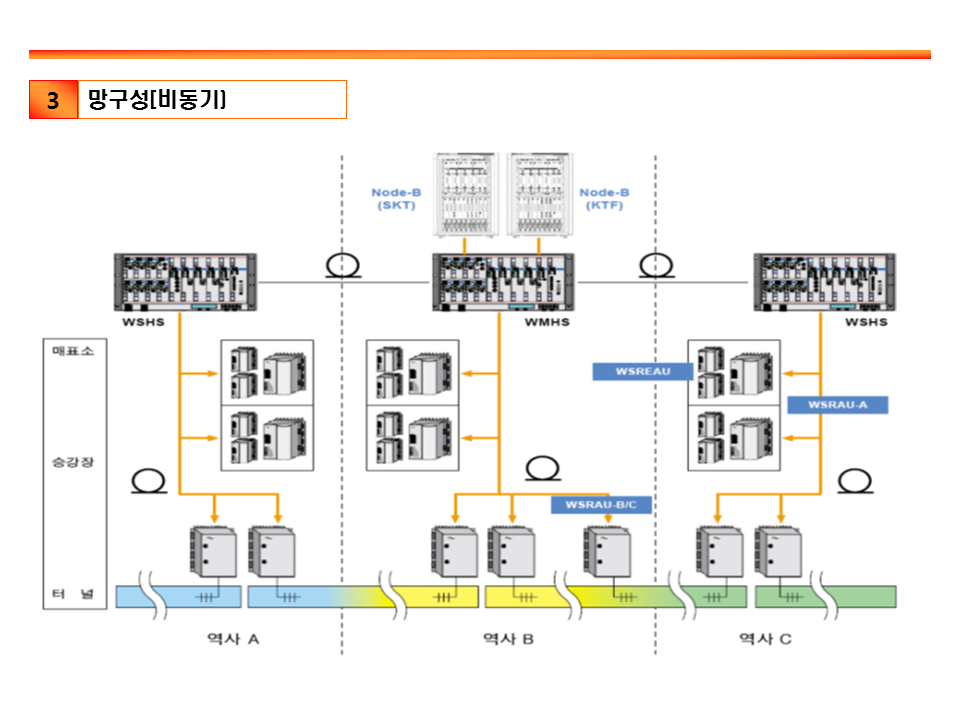 3
망구성[비동기]
Node-B
(SKT)
Node-B
(KTF)
WSHS
WMHS
WSHS
매표소
WSREAU
WSRAU-A
승강장
WSRAU-B/C
터 널
역사 A
역사 B
역사 C